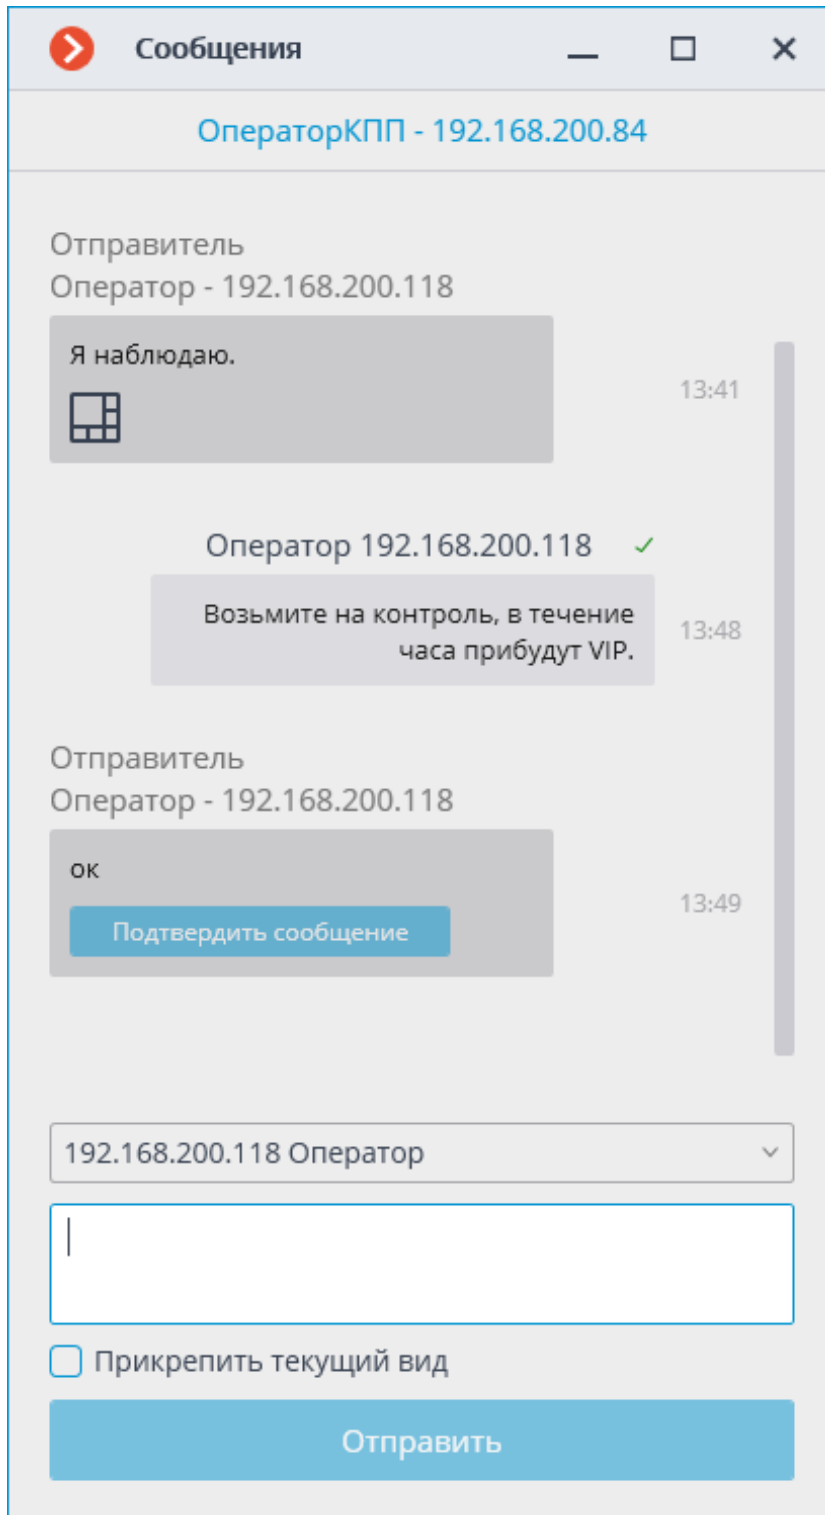 Сообщения
ОператорКПП - 192.168.200.84
Отправитель
Оператор - 192.168.200.118
Я наблюдаю.
13:41
Оператор 192.168.200.118
Возьмите на контроль, в течение
часа прибудут VIP.
13:48
Отправитель
Оператор - 192.168.200.118
ок
Подтвердить сообщение
13:49
192.168.200.118 Оператор
Прикрепить текущий вид
Отправить